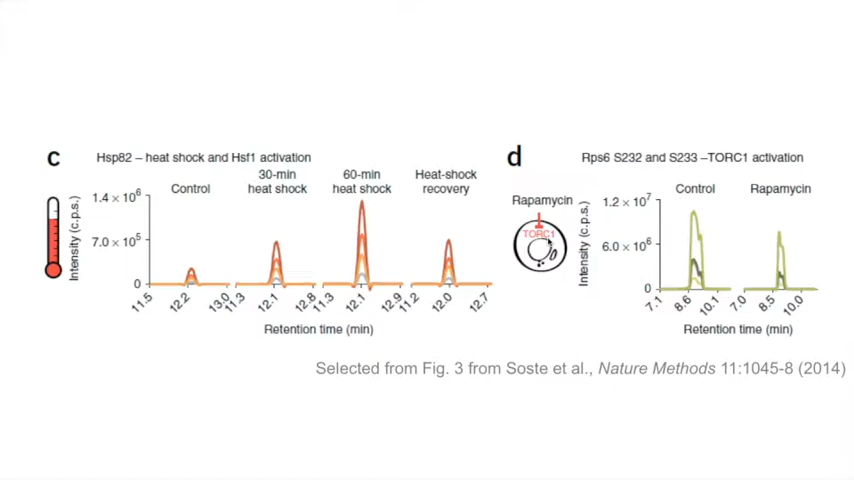 c
Hsp82 – heat shock and Hsf1 activation
Control
30-min
heat shock
60-min
heat shock
Heat-shock
recovery
Intensity (c.p.s.)
1.4 × 10⁶
7.0 × 10⁵
0
11.5 12.2 13.0 11.3 12.1 12.8 11.3 12.1 12.9 11.2 12.0 12.7
Retention time (min)
d
Rps6 S232 and S233 –TORC1 activation
Rapamycin
TORC1
Control
Rapamycin
Intensity (c.p.s.)
1.2 × 10⁷
6.0 × 10⁶
0
7.1 8.6 10.1 7.0 8.5 10.0
Retention time (min)
Selected from Fig. 3 from Soste et al., Nature Methods 11:1045-8 (2014)